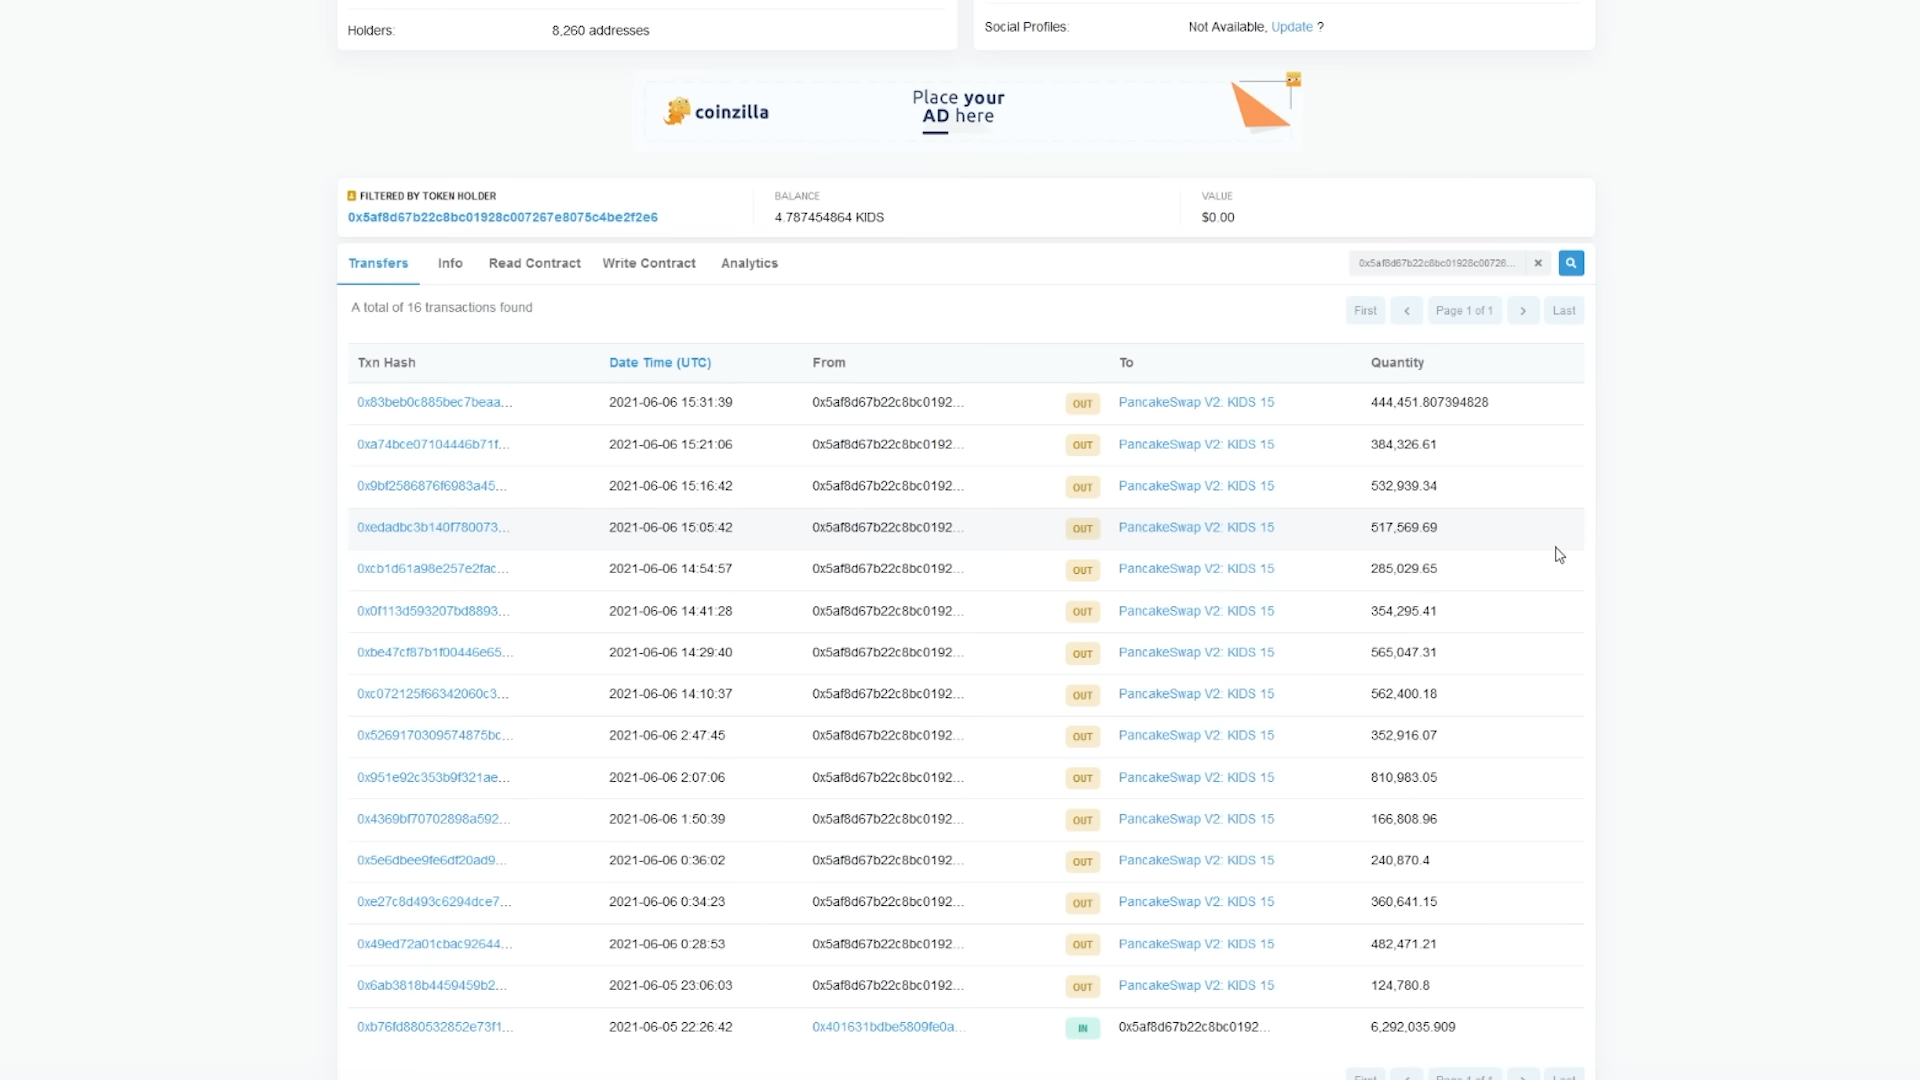 Holders: 8,260 addresses
Social Profiles: Not Available, Update ?
coinzilla
Place your
AD here
FILTERED BY TOKEN HOLDER
0x5af8d67b22c8bc01928c007267e8075c4be2f2e6
BALANCE
4.787454864 KIDS
VALUE
$0.00
Transfers Info Read Contract Write Contract Analytics
0x5af8d67b22c8bc01928c00726...
A total of 16 transactions found
First Page 1 of 1 Last
Txn Hash Date Time (UTC) From To Quantity
0x83beb0c885bec7beaa... 2021-06-06 15:31:39 0x5af8d67b22c8bc0192... OUT PancakeSwap V2: KIDS 15 444,451.807394828
0xa74bce07104446b71f... 2021-06-06 15:21:06 0x5af8d67b22c8bc0192... OUT PancakeSwap V2: KIDS 15 384,326.61
0x9bf2586876f6983a45... 2021-06-06 15:16:42 0x5af8d67b22c8bc0192... OUT PancakeSwap V2: KIDS 15 532,939.34
0xedadbc3b140f780073... 2021-06-06 15:05:42 0x5af8d67b22c8bc0192... OUT PancakeSwap V2: KIDS 15 517,569.69
0xcb1d61a98e257e2fac... 2021-06-06 14:54:57 0x5af8d67b22c8bc0192... OUT PancakeSwap V2: KIDS 15 285,029.65
0x0f113d593207bd8893... 2021-06-06 14:41:28 0x5af8d67b22c8bc0192... OUT PancakeSwap V2: KIDS 15 354,295.41
0xbe47cf87b1f00446e65... 2021-06-06 14:29:40 0x5af8d67b22c8bc0192... OUT PancakeSwap V2: KIDS 15 565,047.31
0xc072125f66342060c3... 2021-06-06 14:10:37 0x5af8d67b22c8bc0192... OUT PancakeSwap V2: KIDS 15 562,400.18
0x5269170309574875bc... 2021-06-06 2:47:45 0x5af8d67b22c8bc0192... OUT PancakeSwap V2: KIDS 15 352,916.07
0x951e92c353b9f321ae... 2021-06-06 2:07:06 0x5af8d67b22c8bc0192... OUT PancakeSwap V2: KIDS 15 810,983.05
0x4369bf70702898a592... 2021-06-06 1:50:39 0x5af8d67b22c8bc0192... OUT PancakeSwap V2: KIDS 15 166,808.96
0x5e6dbee9fe6df20ad9... 2021-06-06 0:36:02 0x5af8d67b22c8bc0192... OUT PancakeSwap V2: KIDS 15 240,870.4
0xe27c8d493c6294dce7... 2021-06-06 0:34:23 0x5af8d67b22c8bc0192... OUT PancakeSwap V2: KIDS 15 360,641.15
0x49ed72a01cbac92644... 2021-06-06 0:28:53 0x5af8d67b22c8bc0192... OUT PancakeSwap V2: KIDS 15 482,471.21
0x6ab3818b4459459b2... 2021-06-05 23:06:03 0x5af8d67b22c8bc0192... OUT PancakeSwap V2: KIDS 15 124,780.8
0xb76fd880532852e73f1... 2021-06-05 22:26:42 0x401631bdbe5809fe0a... IN 0x5af8d67b22c8bc0192... 6,292,035.909
First Page 1 of 1 Last